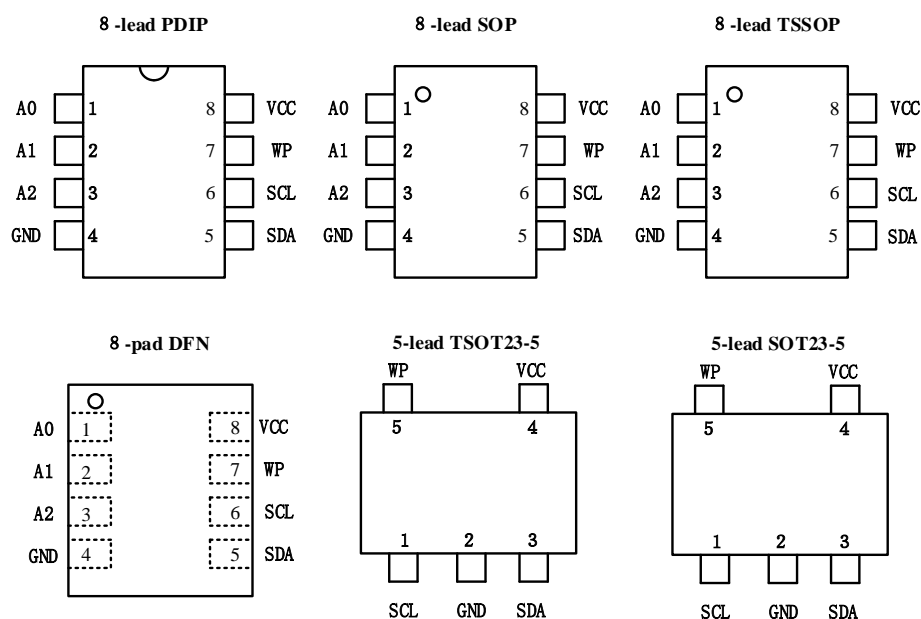 8 -lead PDIP
8 -lead SOP
8 -lead TSSOP
A0 1 8 VCC
A1 2 7 WP
A2 3 6 SCL
GND 4 5 SDA
A0 1 8 VCC
A1 2 7 WP
A2 3 6 SCL
GND 4 5 SDA
A0 1 8 VCC
A1 2 7 WP
A2 3 6 SCL
GND 4 5 SDA
8 -pad DFN
5-lead TSOT23-5
5-lead SOT23-5
A0 1 8 VCC
A1 2 7 WP
A2 3 6 SCL
GND 4 5 SDA
WP VCC
5 4
1 2 3
SCL GND SDA
WP VCC
5 4
1 2 3
SCL GND SDA